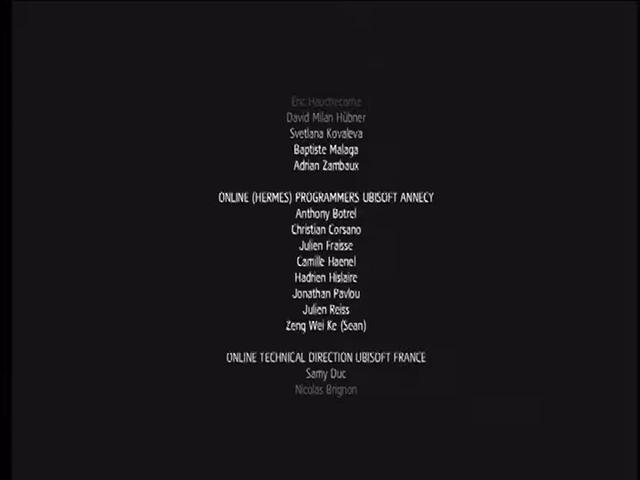 Eric Hauchecorne
David Milan Hübner
Svetlana Kovaleva
Baptiste Malaga
Adrian Zambaux
ONLINE (HERMES) PROGRAMMERS UBISOFT ANNECY
Anthony Botrel
Christian Corsano
Julien Fraisse
Camille Haenel
Hadrien Hislaire
Jonathan Pavlou
Julien Reiss
Zeng Wei Ke (Sean)
ONLINE TECHNICAL DIRECTION UBISOFT FRANCE
Samy Duc
Nicolas Brignon